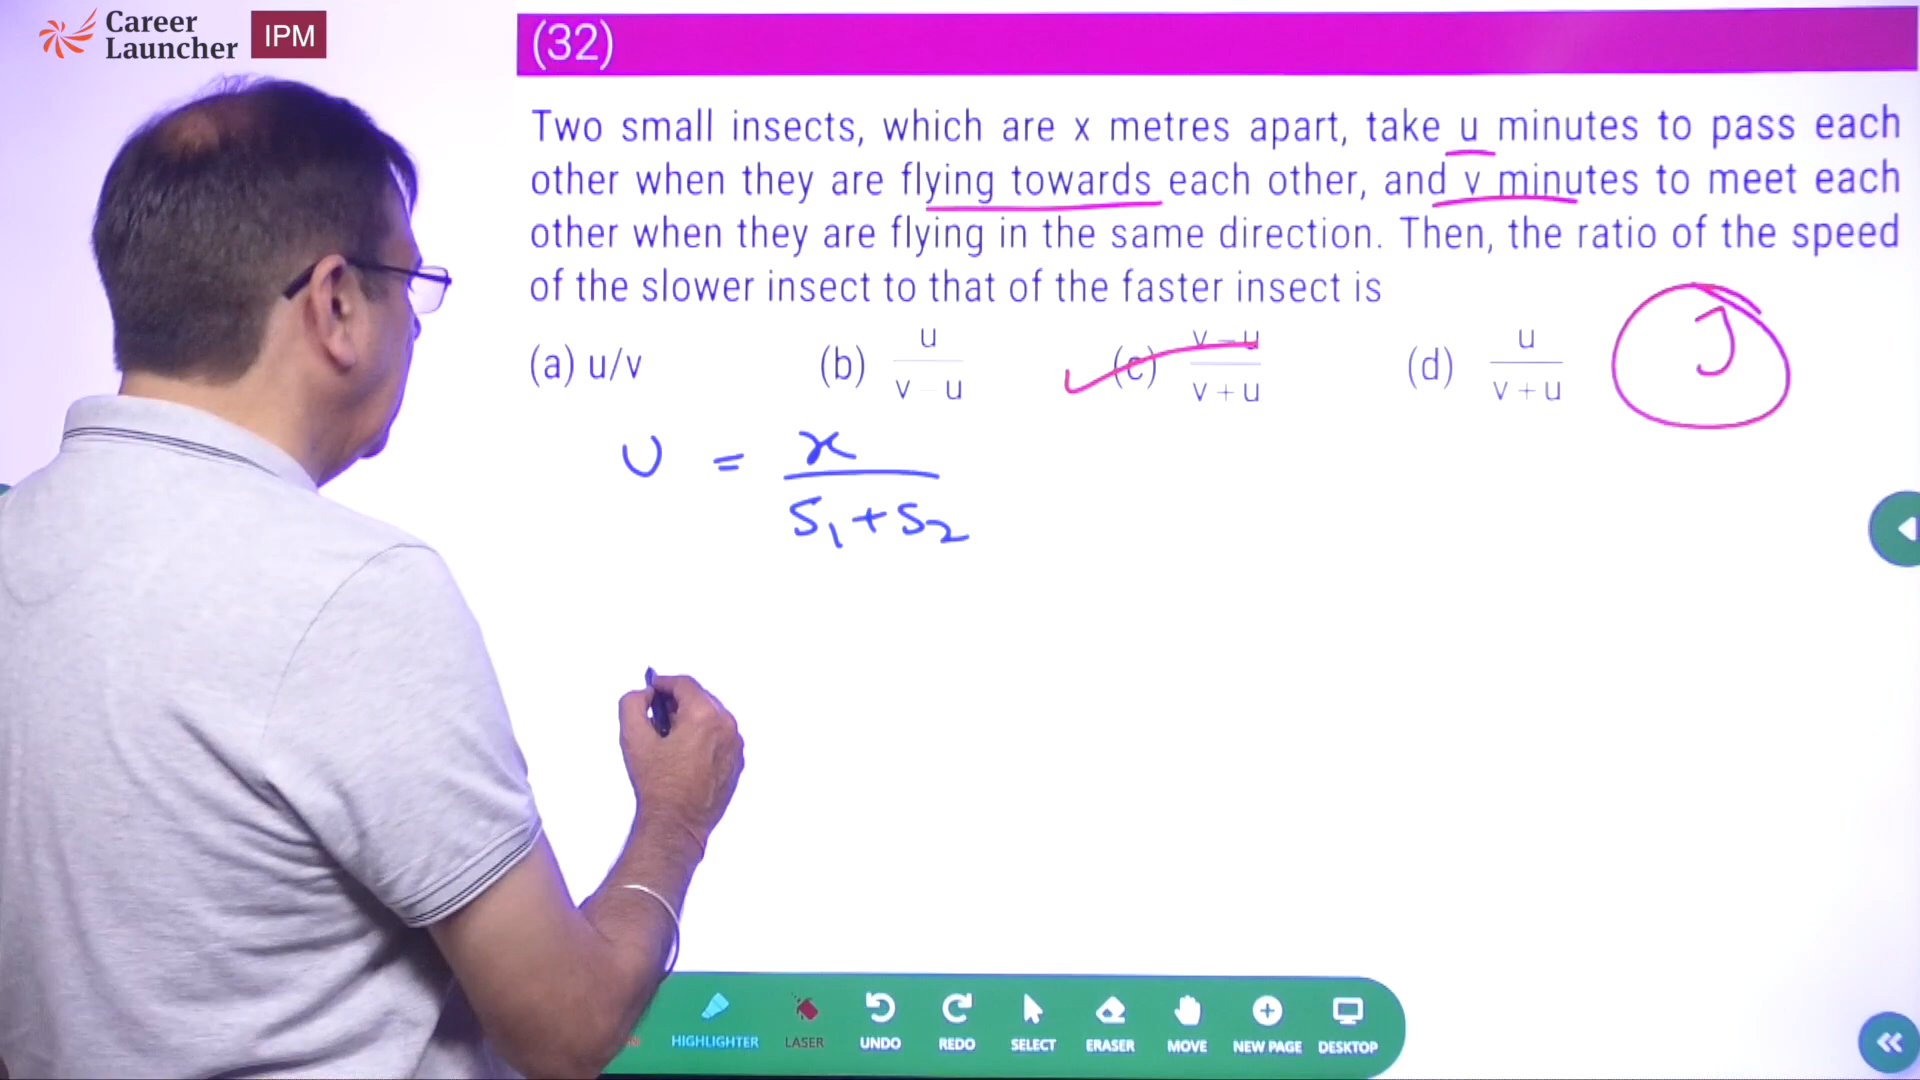 Career
Launcher IPM
(32)
Two small insects, which are x metres apart, take u minutes to pass each
other when they are flying towards each other, and v minutes to meet each
other when they are flying in the same direction. Then, the ratio of the speed
of the slower insect to that of the faster insect is
(a) u/v (b) u / v - u (c) v - u / v + u (d) u / v + u
U = x / S₁ + S₂
HIGHLIGHTER LASER UNDO REDO SELECT ERASER MOVE NEW PAGE DESKTOP